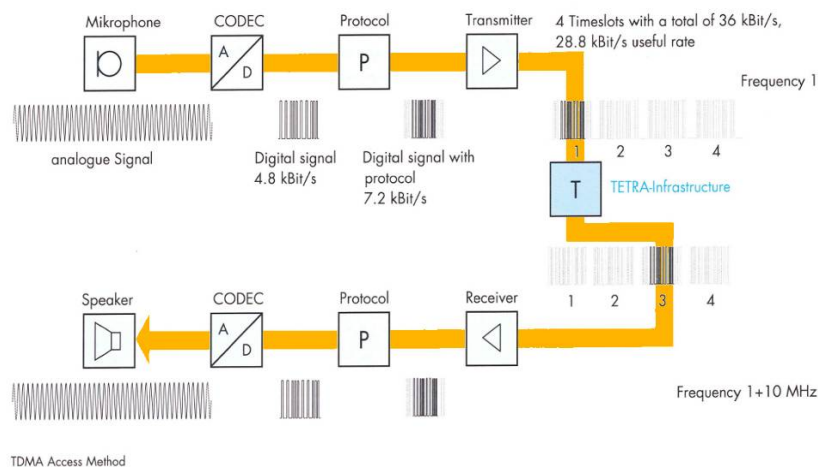 Mikrophone
CODEC
Protocol
Transmitter
4 Timeslots with a total of 36 kBit/s,
28.8 kBit/s useful rate
A
D
P
Frequency 1
analogue Signal
Digital signal
4.8 kBit/s
Digital signal with
protocol
7.2 kBit/s
1
2
3
4
T
TETRA-Infrastructure
1
2
3
4
Speaker
CODEC
Protocol
Receiver
A
D
P
Frequency 1+10 MHz
TDMA Access Method